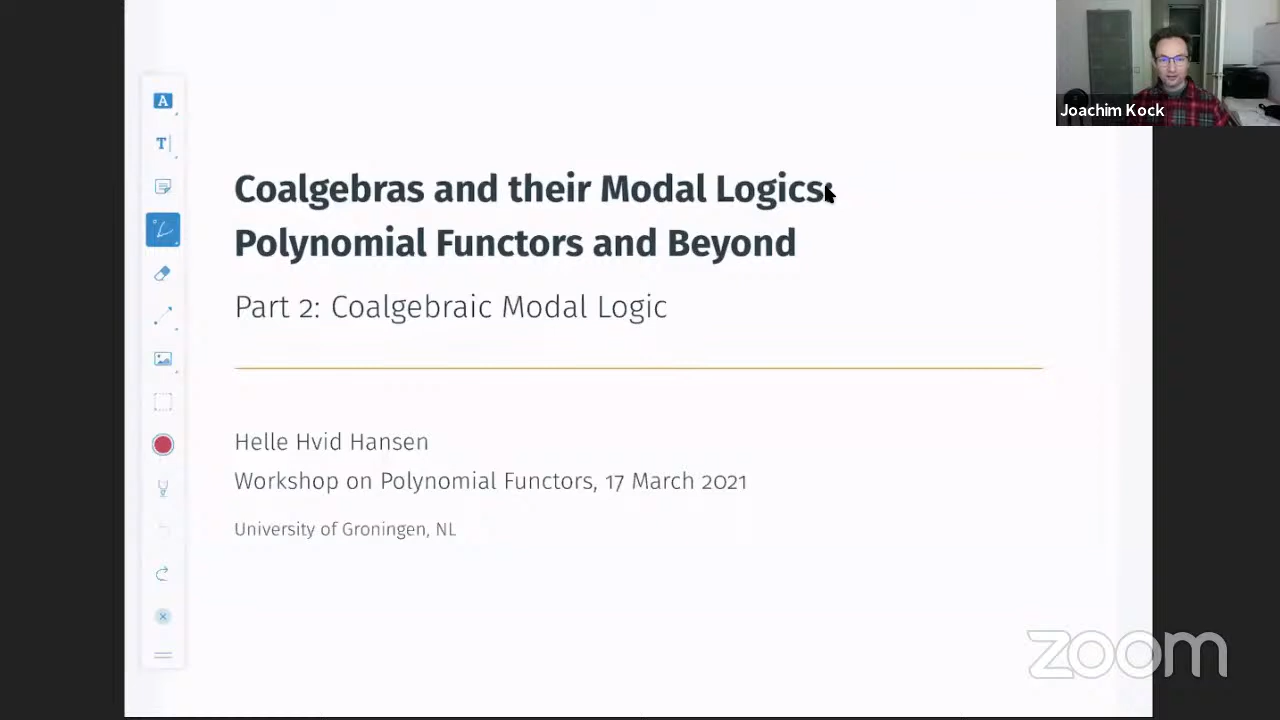 Joachim Kock
A
T
Coalgebras and their Modal Logics:
Polynomial Functors and Beyond
Part 2: Coalgebraic Modal Logic
Helle Hvid Hansen
Workshop on Polynomial Functors, 17 March 2021
University of Groningen, NL
zoom